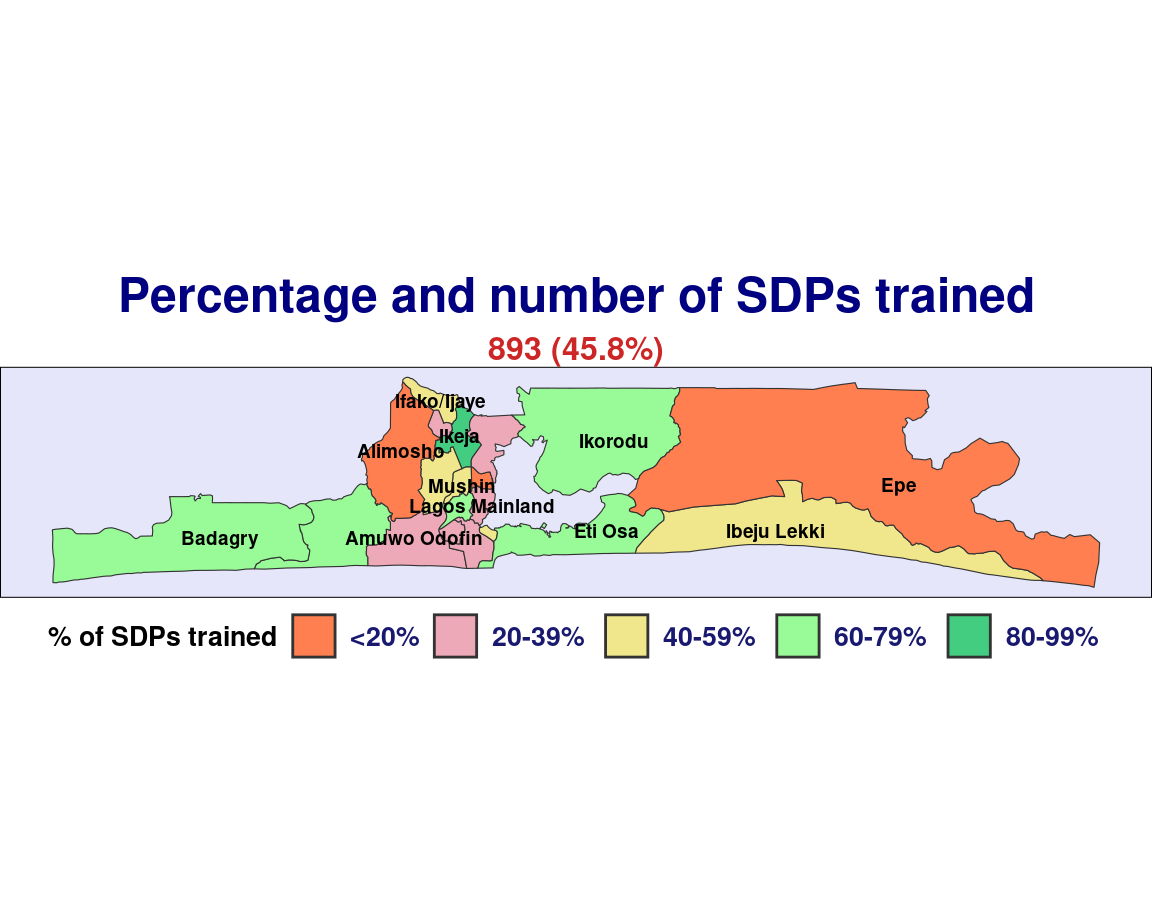 Percentage and number of SDPs trained
893 (45.8%)
Ifako/Ijaye
Ikeja
Ikorodu
Alimosho
Mushin
Epe
Lagos Mainland
Badagry
Amuwo Odofin
Eti Osa
Ibeju Lekki
% of SDPs trained <20% 20-39% 40-59% 60-79% 80-99%